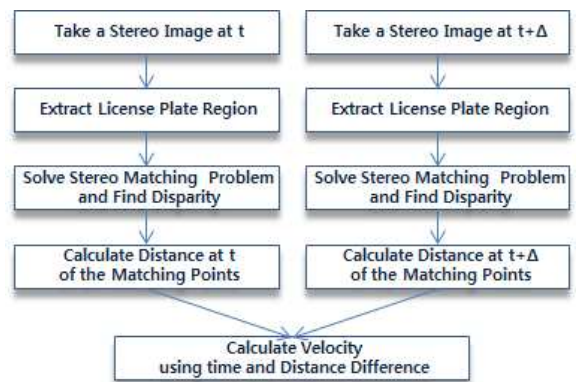 Take a Stereo Image at t
Take a Stereo Image at t+Δ
Extract License Plate Region
Extract License Plate Region
Solve Stereo Matching Problem
and Find Disparity
Solve Stereo Matching Problem
and Find Disparity
Calculate Distance at t
of the Matching Points
Calculate Distance at t+Δ
of the Matching Points
Calculate Velocity
using time and Distance Difference